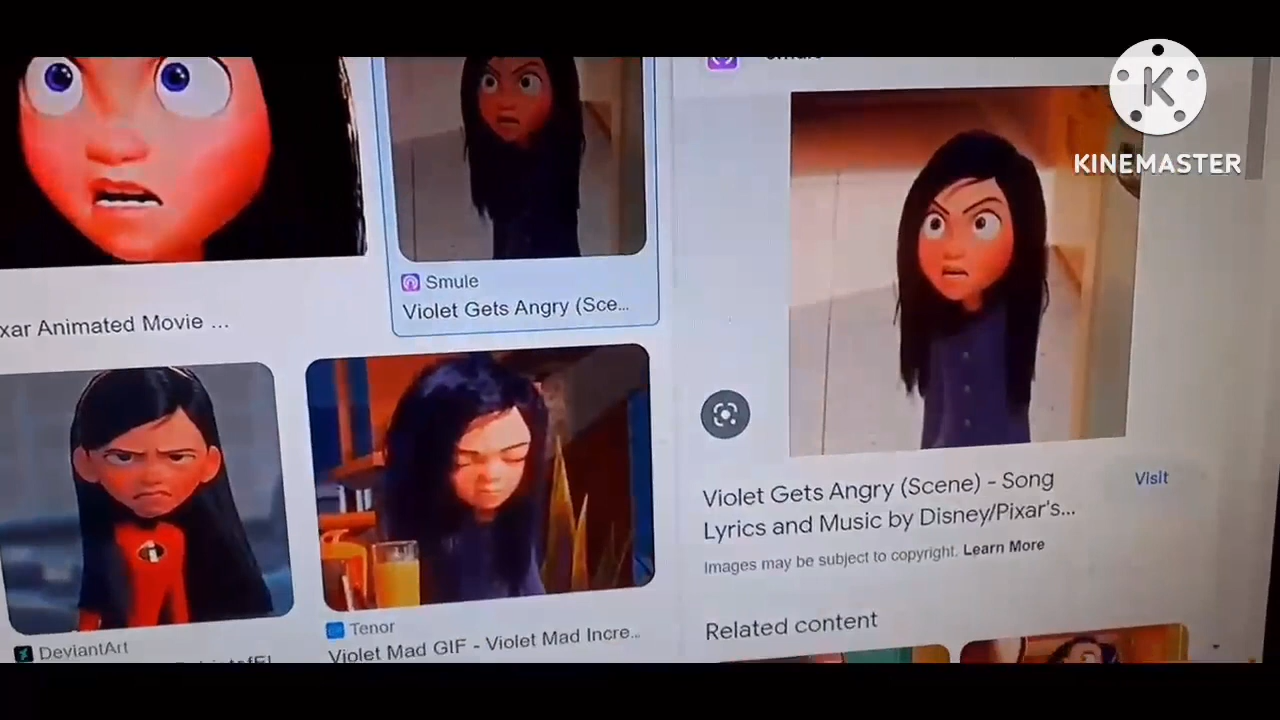 K
KINEMASTER
Smule
Violet Gets Angry (Sce...
xar Animated Movie ...
Violet Gets Angry (Scene) - Song
Lyrics and Music by Disney/Pixar's...
Visit
Images may be subject to copyright. Learn More
Related content
DeviantArt
Tenor
Violet Mad GIF - Violet Mad Incre...